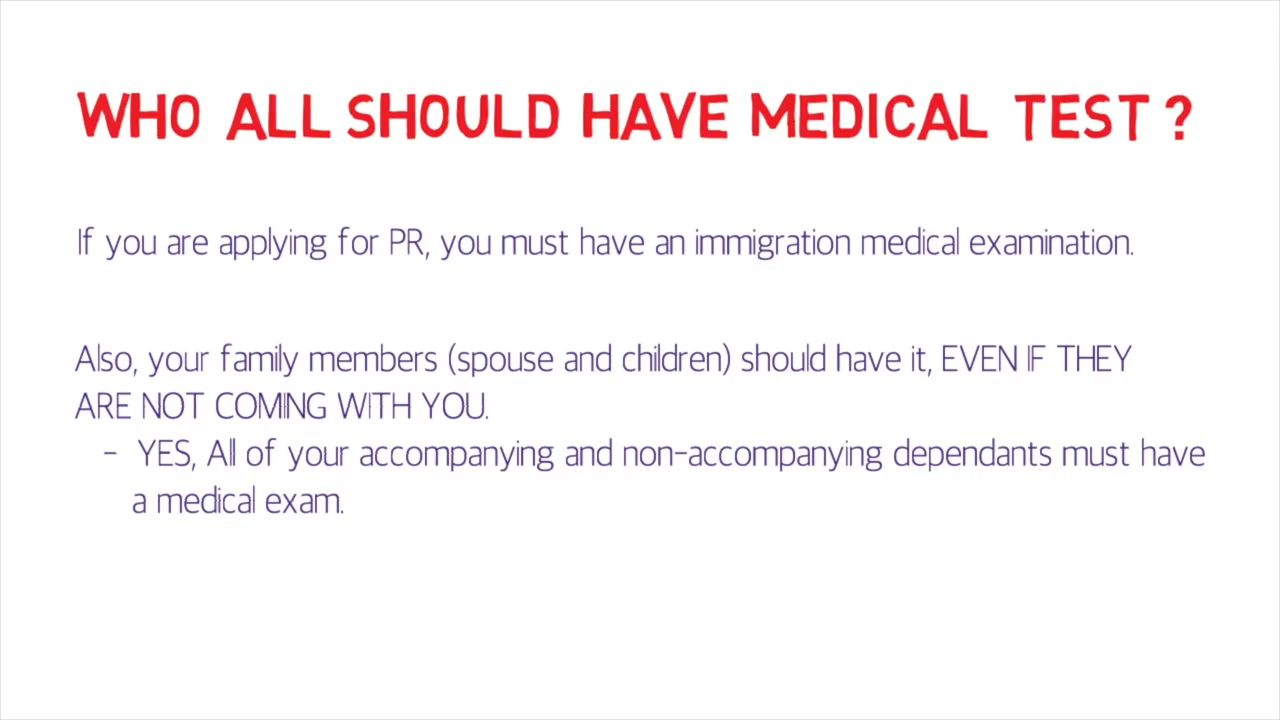 WHO ALL SHOULD HAVE MEDICAL TEST ?
If you are applying for PR, you must have an immigration medical examination.
Also, your family members (spouse and children) should have it, EVEN IF THEY
ARE NOT COMING WITH YOU.
- YES, All of your accompanying and non-accompanying dependants must have
a medical exam.